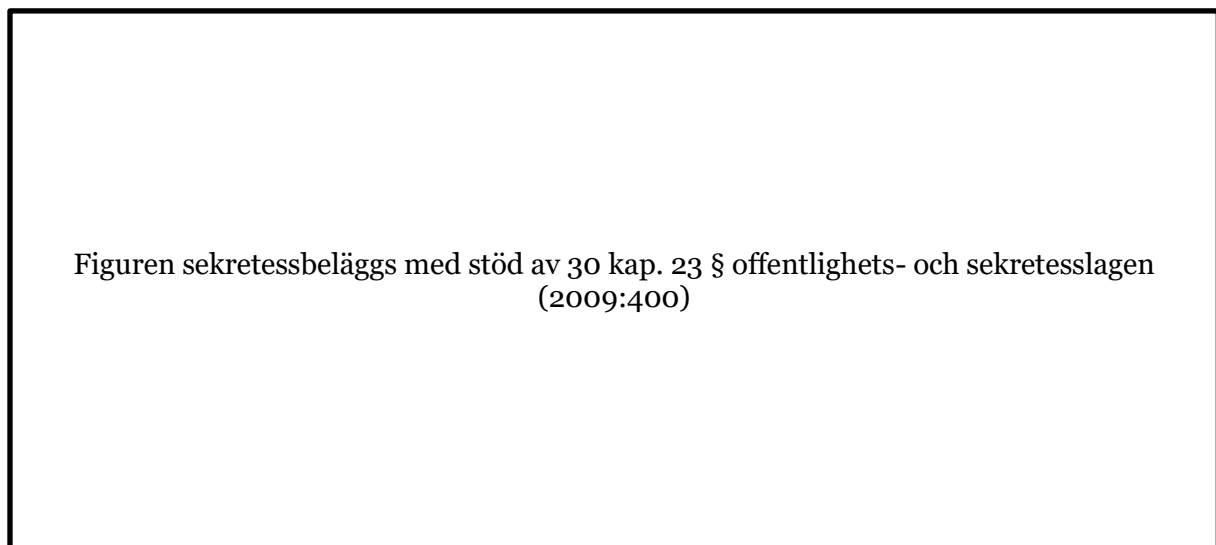 Figuren sekretessbeläggs med stöd av 30 kap. 23 § offentlighets- och sekretesslagen
(2009:400)